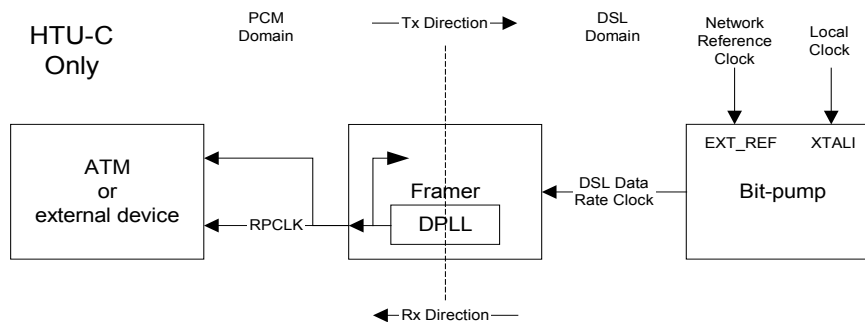 HTU-C
Only
PCM
Domain
Tx Direction
DSL
Domain
Network
Reference
Clock
Local
Clock
ATM
or
external device
RPCLK
Framer
DPLL
DSL Data
Rate Clock
EXT_REF
XTALI
Bit-pump
Rx Direction